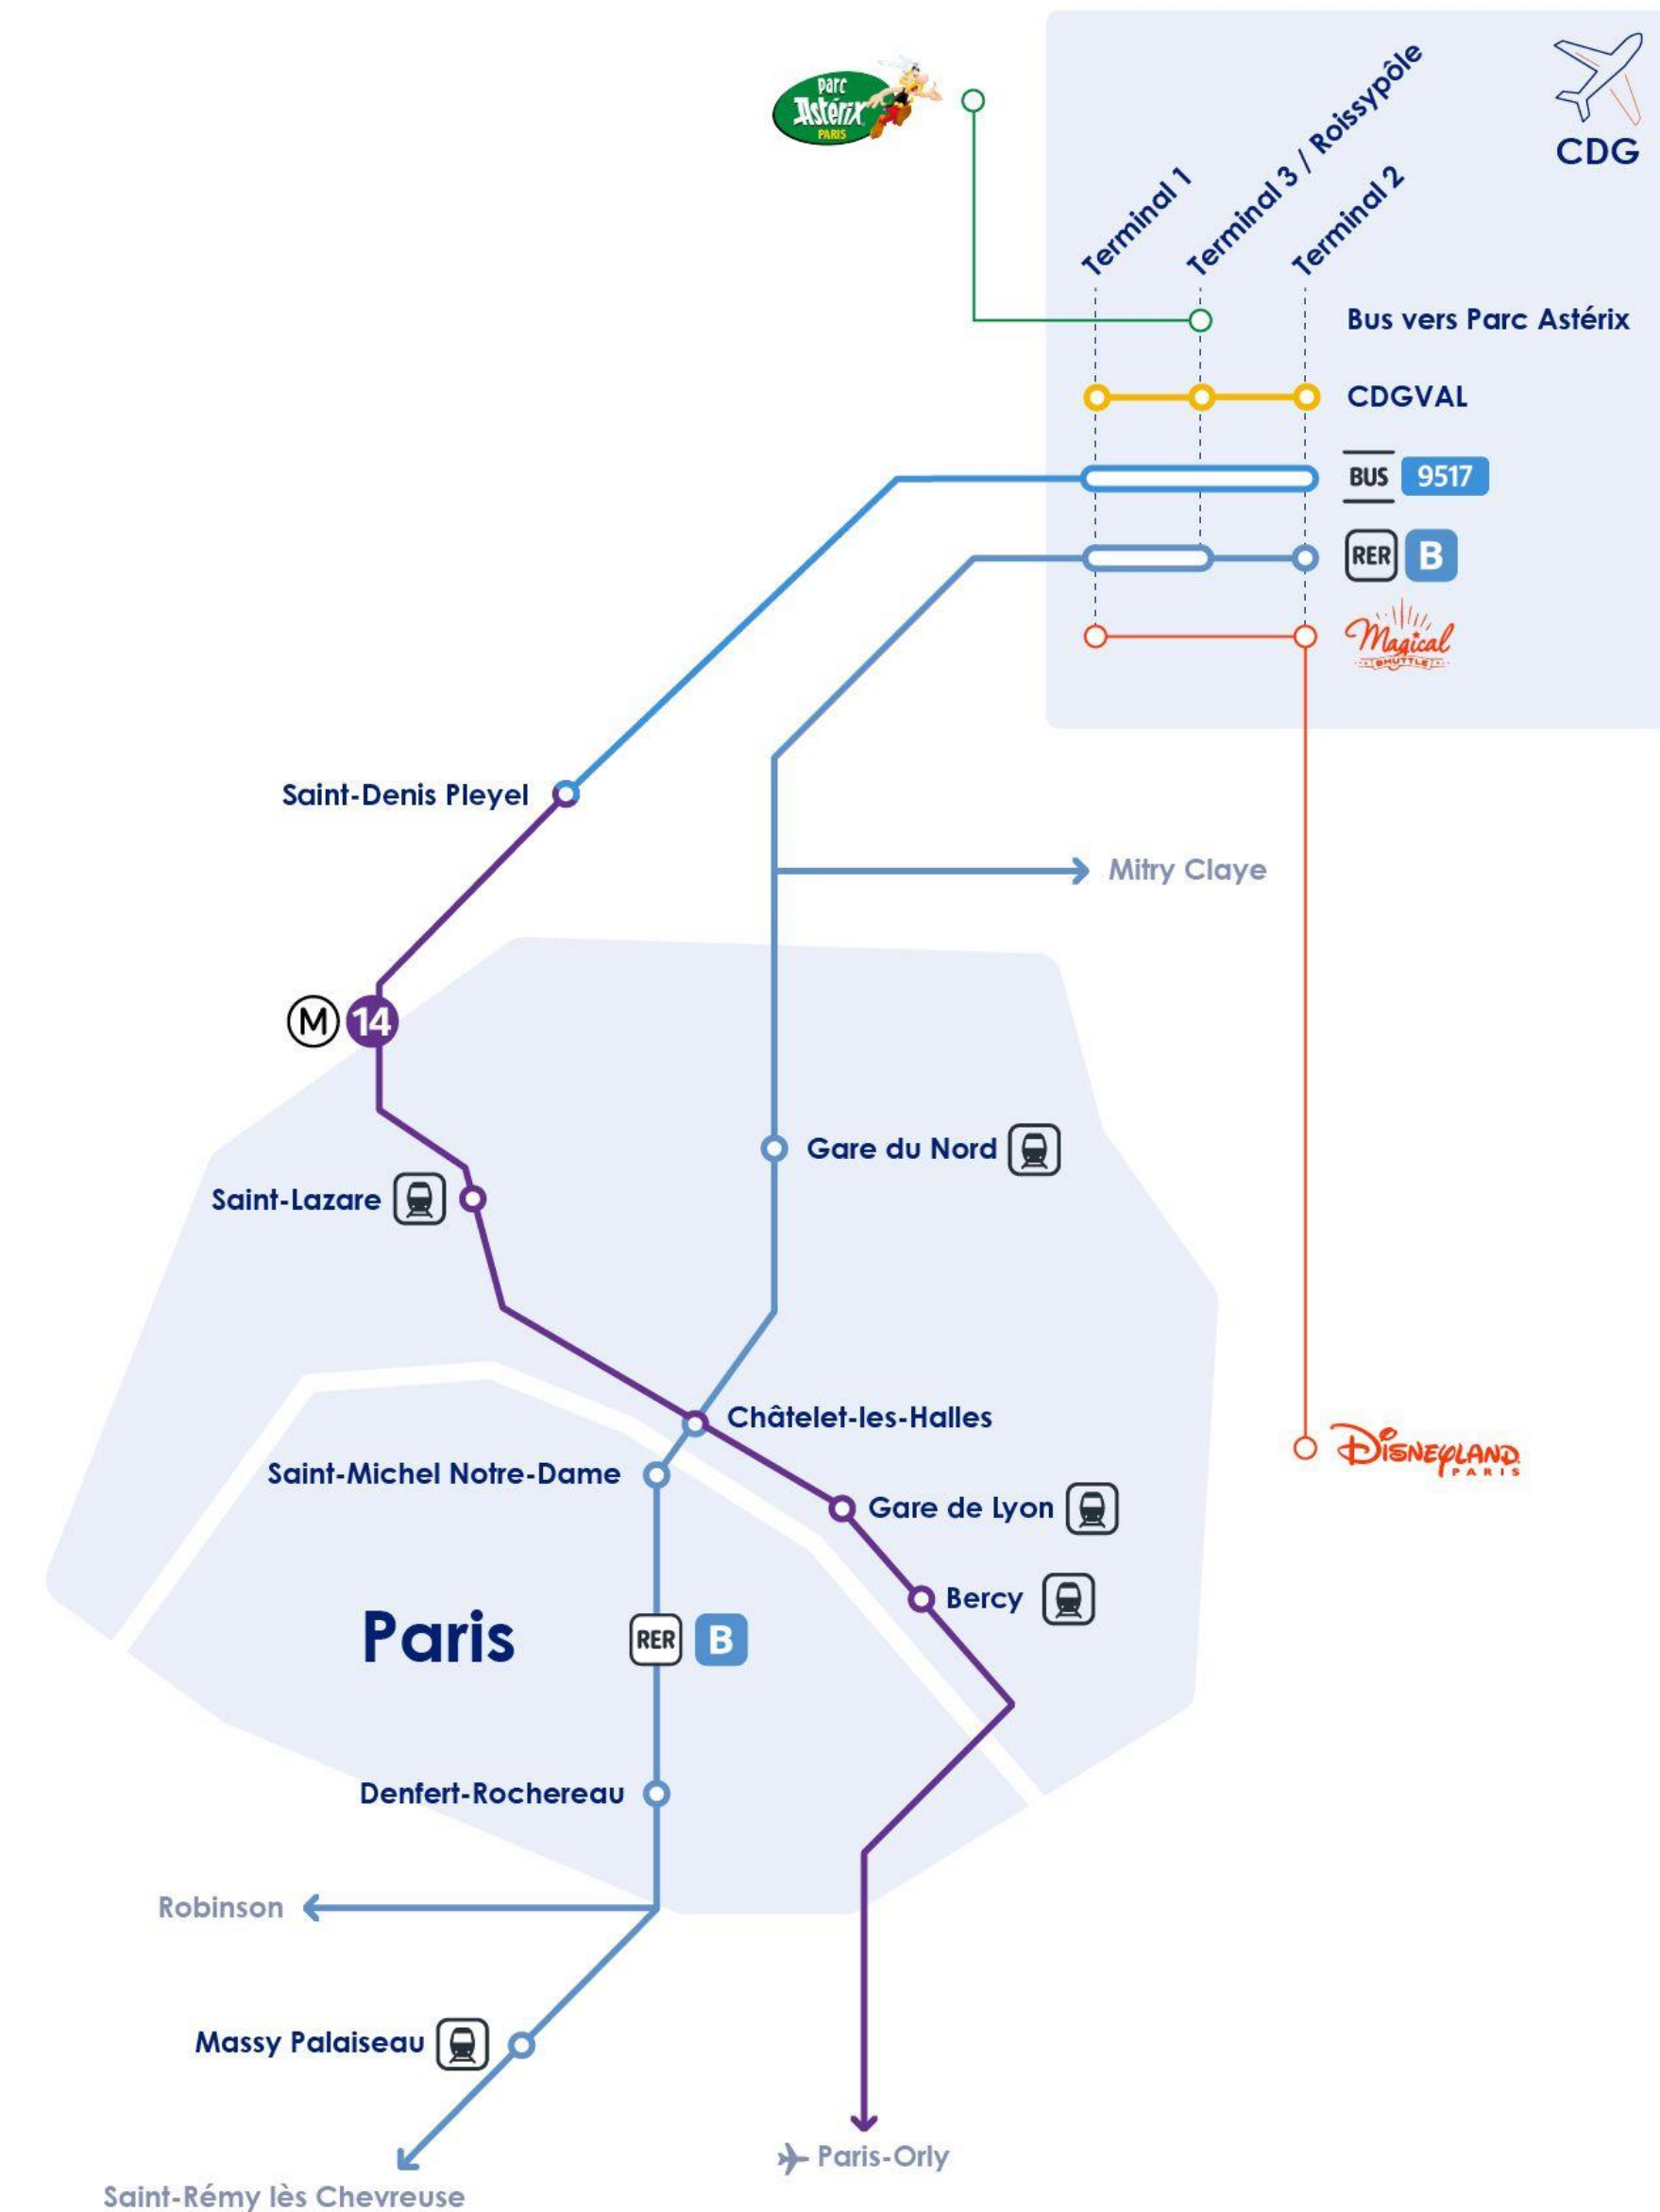 parc
Astérix
PARIS
CDG
Terminal 1
Terminal 3 / Roissypôle
Terminal 2
Bus vers Parc Astérix
CDGVAL
BUS 9517
RER B
Magical
SHUTTLE
Saint-Denis Pleyel
Mitry Claye
M 14
Gare du Nord
Saint-Lazare
Châtelet-les-Halles
Saint-Michel Notre-Dame
DISNEYLAND
PARIS
Gare de Lyon
Bercy
Paris
RER B
Denfert-Rochereau
Robinson
Massy Palaiseau
Paris-Orly
Saint-Rémy lès Chevreuse